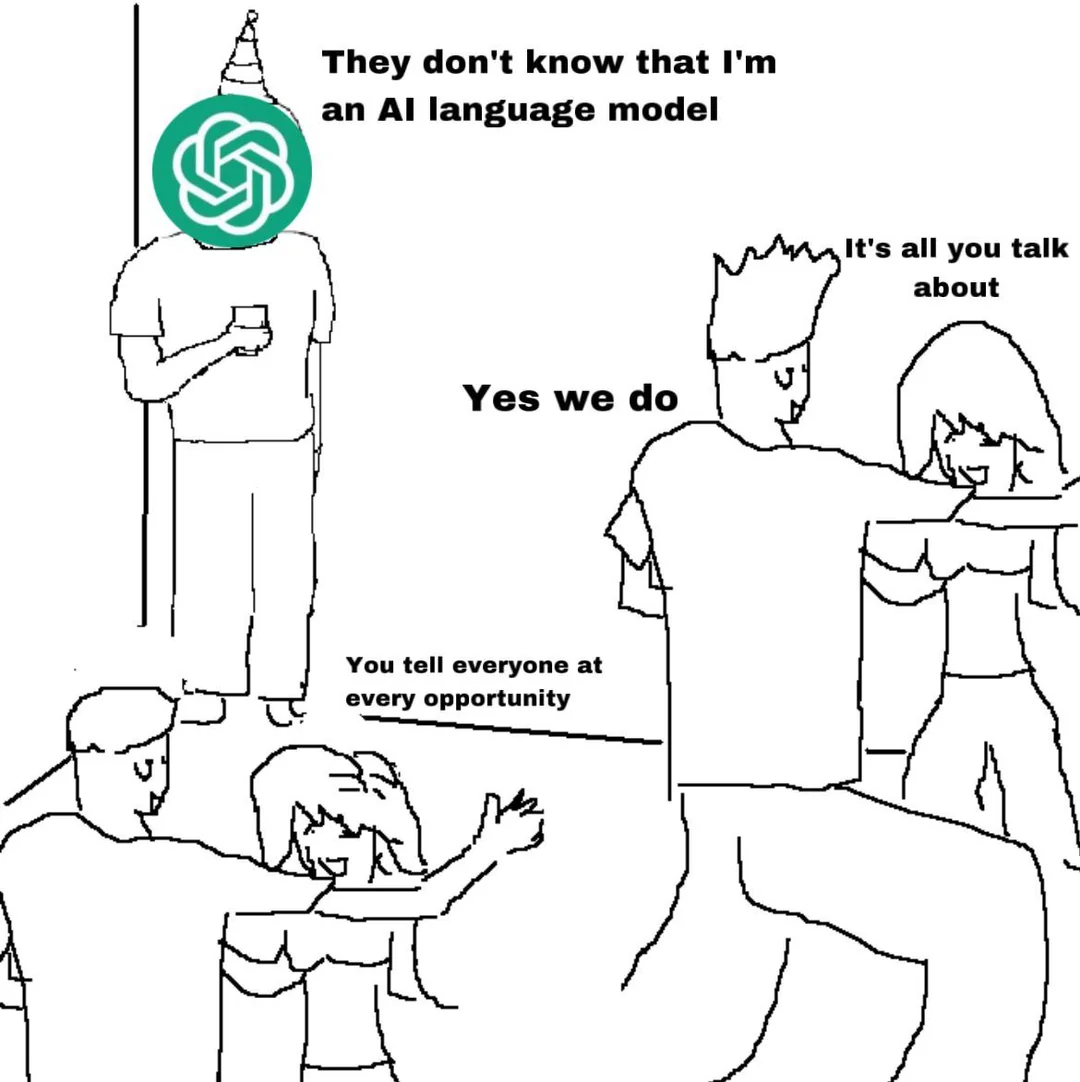 They don't know that I'm
an AI language model
It's all you talk
about
Yes we do
You tell everyone at
every opportunity